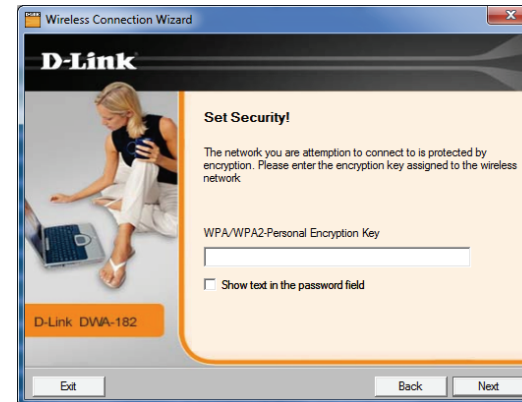 Wireless Connection Wizard
D-Link
Set Security!
The network you are attemption to connect to is protected by
encryption. Please enter the encryption key assigned to the wireless
network
WPA/WPA2-Personal Encryption Key
Show text in the password field
D-Link DWA-182
Exit
Back
Next